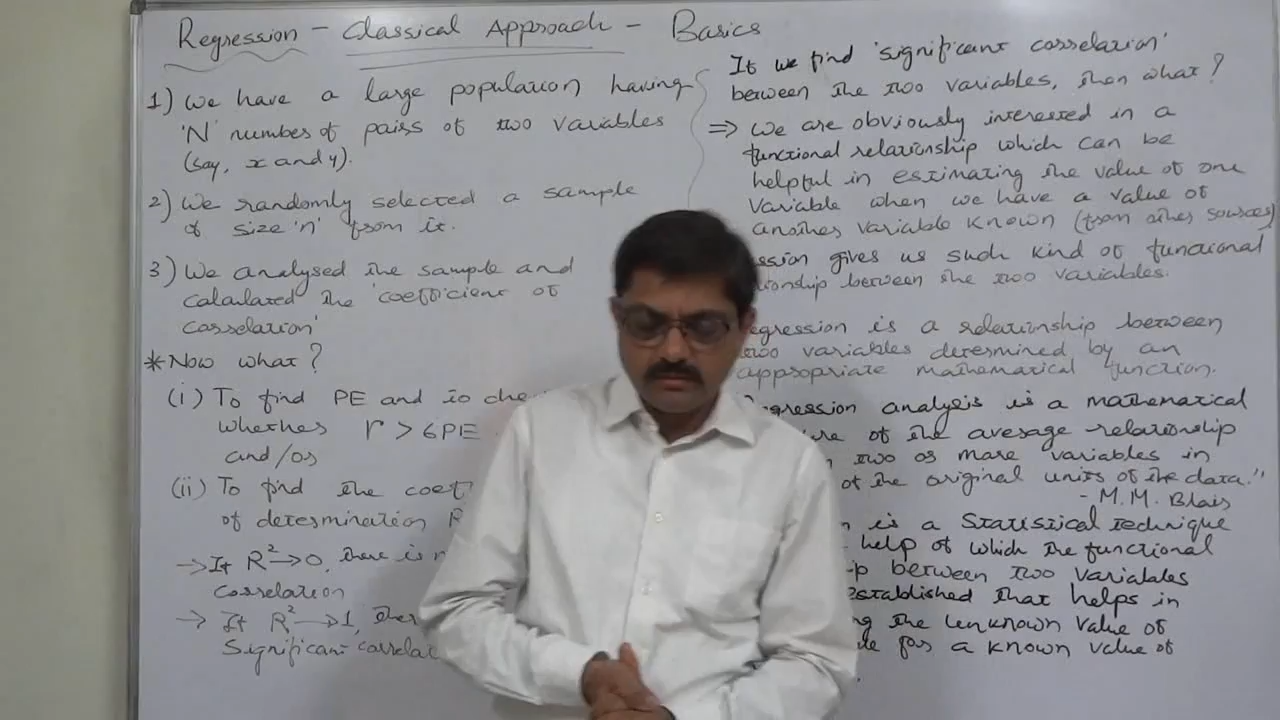 Regression - Classical Approach - Basics
1) We have a large population having
'N' numbers of pairs of two variables
(say, x and y).
2) We randomly selected a sample
of size 'n' from it.
3) We analysed the sample and
calculated the 'coefficient of
correlation'
* Now what?
(i) To find PE and to che
whether r > 6PE
and/or
(ii) To find the coef
of determination R
→ If R² → 0, there is n
correlation
→ If R² → 1, ther
significant correla
If we find 'significant correlation'
between the two variables, then what?
⇒ We are obviously interested in a
functional relationship which can be
helpful in estimating the value of one
variable when we have a value of
another variable known (from other sources)
ssion gives us such kind of functional
tionship between the two variables.
egression is a relationship between
two variables determined by an
appropriate mathematical function.
egression analysis is a mathematical
ure of the average relationship
n two or more variables in
of the original units of the data."
- M.M. Blair
n is a statistical technique
help of which the functional
ip between two variables
established that helps in
ng the unknown value of
le for a known value of